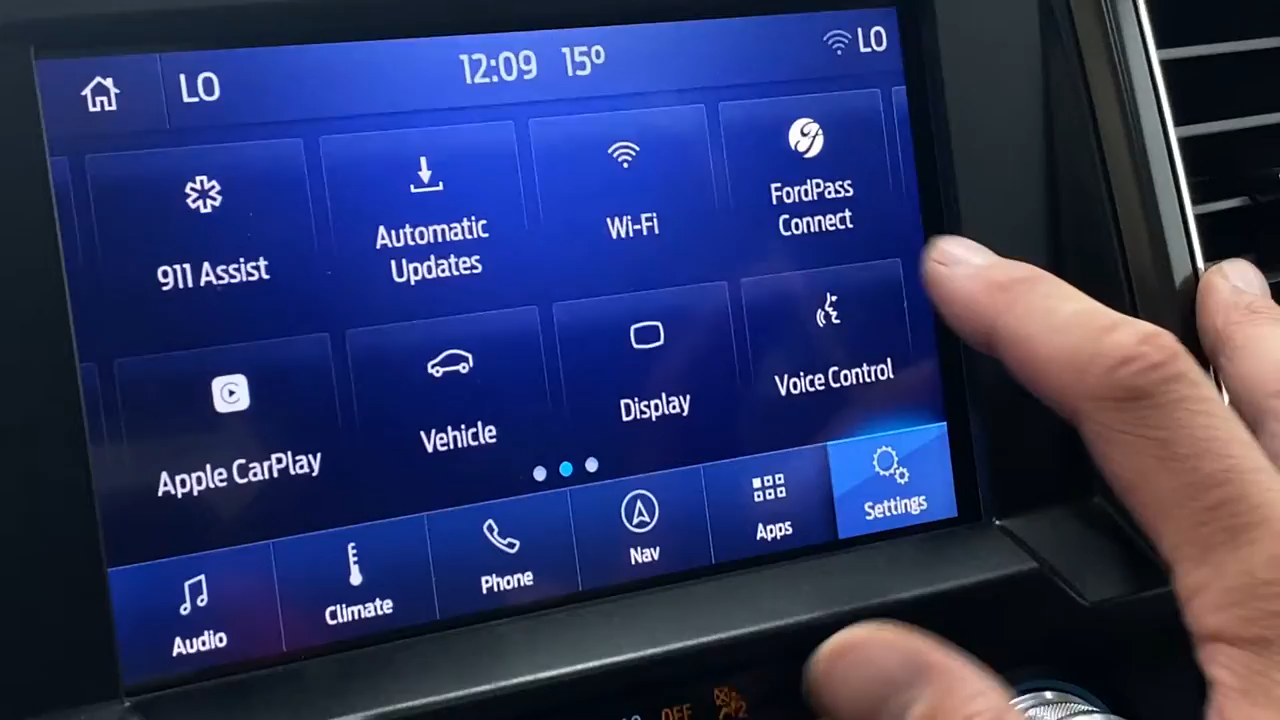 LO
12:09 15°
LO
911 Assist
Automatic
Updates
Wi-Fi
FordPass
Connect
Apple CarPlay
Vehicle
Display
Voice Control
Audio
Climate
Phone
Nav
Apps
Settings
OFF